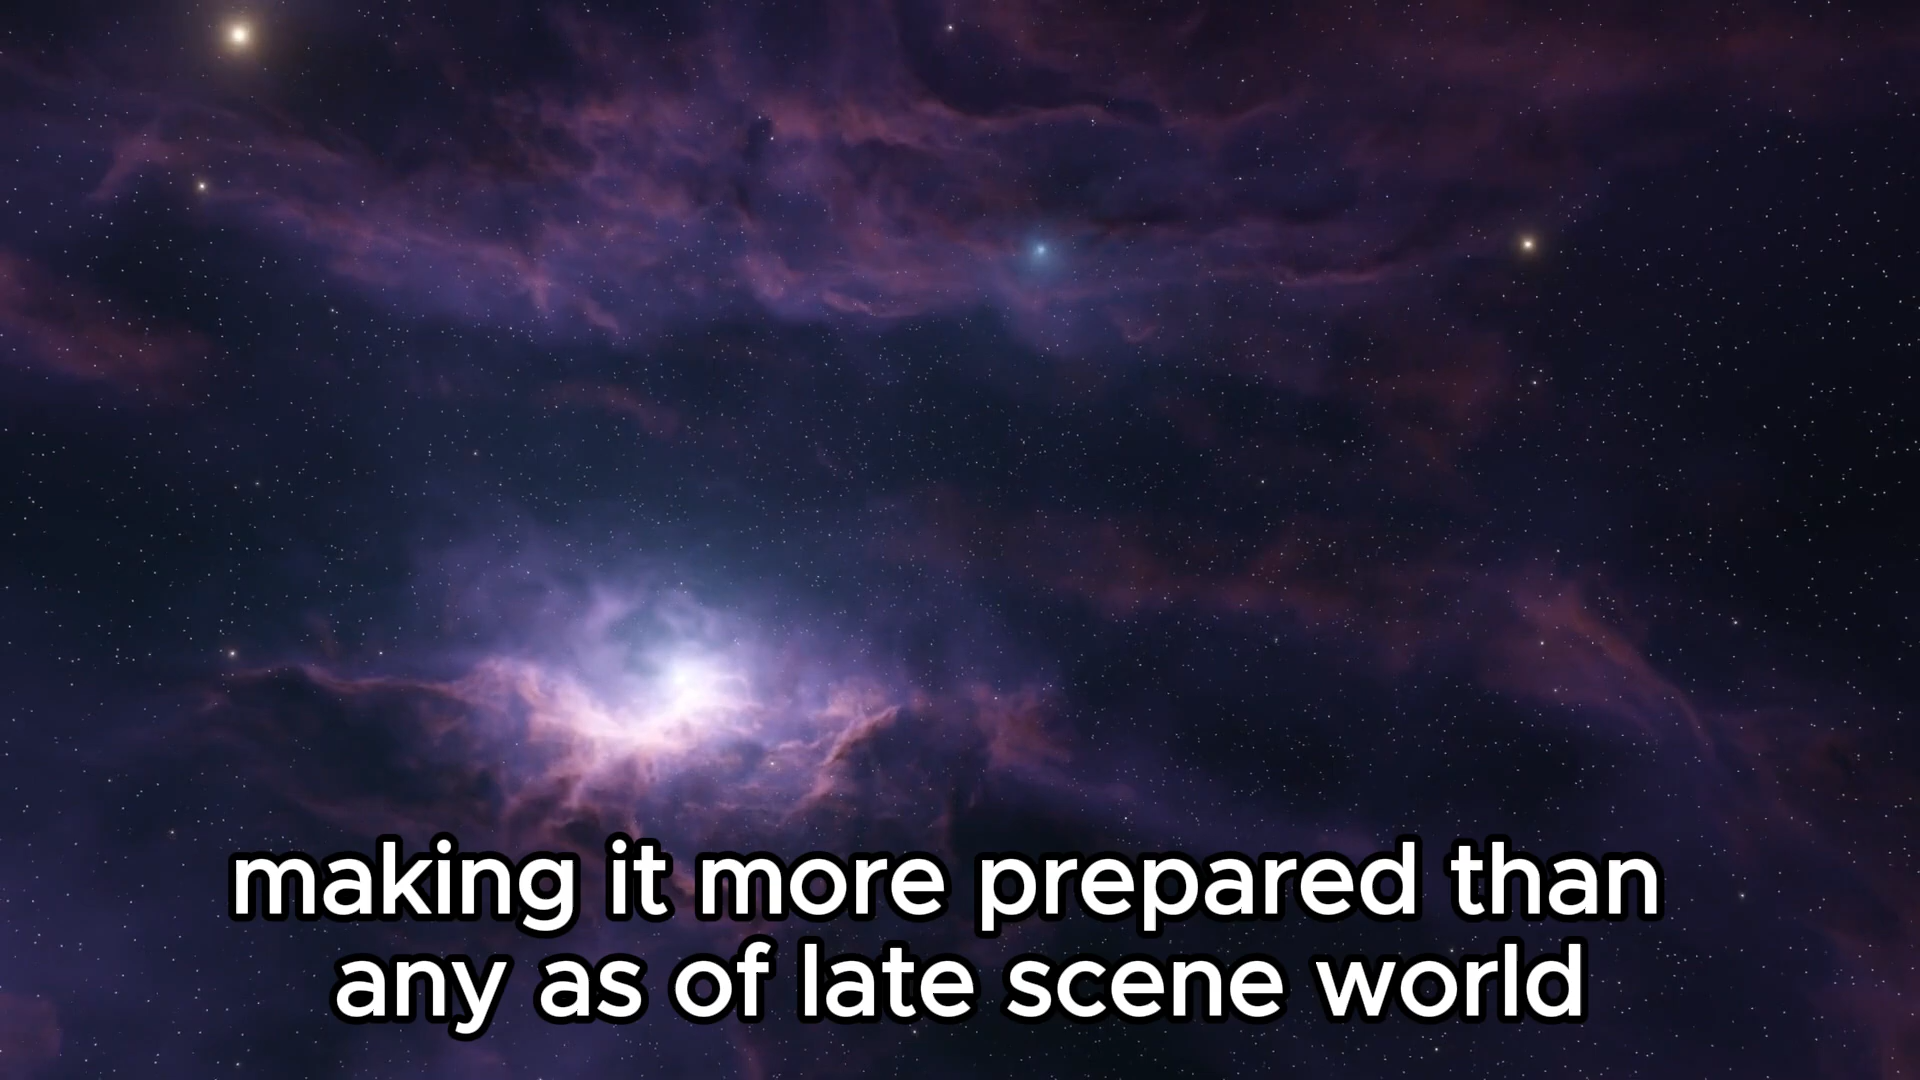 making it more prepared than
any as of late scene world